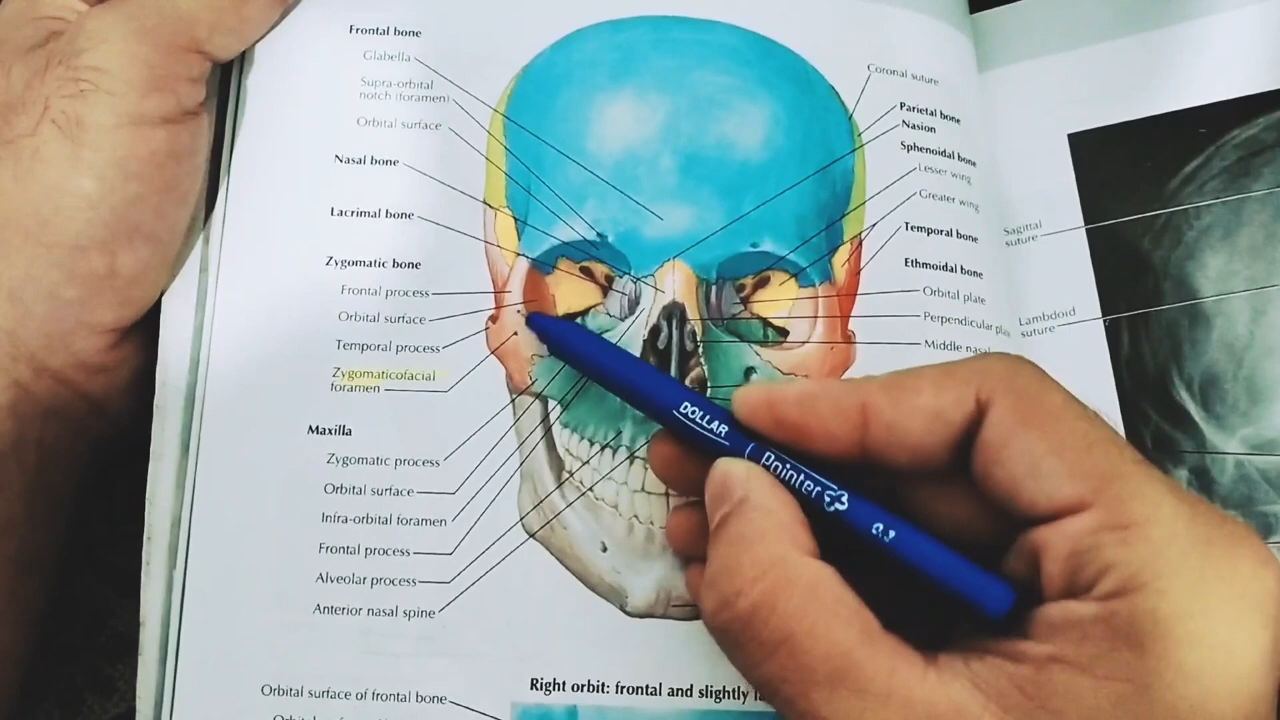 Frontal bone
Glabella
Supra-orbital
notch (foramen)
Orbital surface
Nasal bone
Lacrimal bone
Zygomatic bone
Frontal process
Orbital surface
Temporal process
Zygomaticofacial
foramen
Maxilla
Zygomatic process
Orbital surface
Infra-orbital foramen
Frontal process
Alveolar process
Anterior nasal spine
Coronal suture
Parietal bone
Nasion
Sphenoidal bone
Lesser wing
Greater wing
Temporal bone
Ethmoidal bone
Orbital plate
Perpendicular
Middle
Sagittal
suture
Lambdoid
suture
DOLLAR
Pointer
0.3
Orbital surface of frontal bone
Right orbit: frontal and slightly